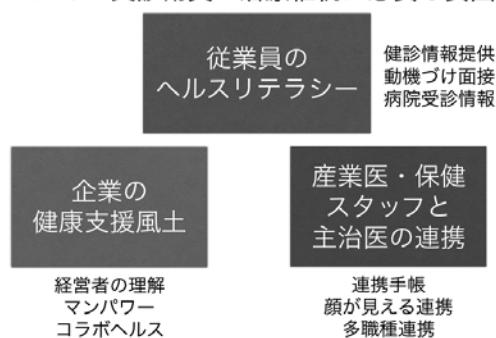 従業員の
ヘルスリテラシー
健診情報提供
動機づけ面接
病院受診情報
企業の
健康支援風土
産業医・保健
スタッフと
主治医の連携
経営者の理解
マンパワー
コラボヘルス
連携手帳
顔が見える連携
多職種連携